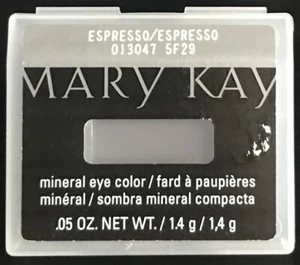 ESPRESSO/ESPRESSO
013047 5F29
MARY KAY
mineral eye color / fard à paupières
minéral / sombra mineral compacta
.05 OZ. NET WT. / 1.4 g / 1,4 g